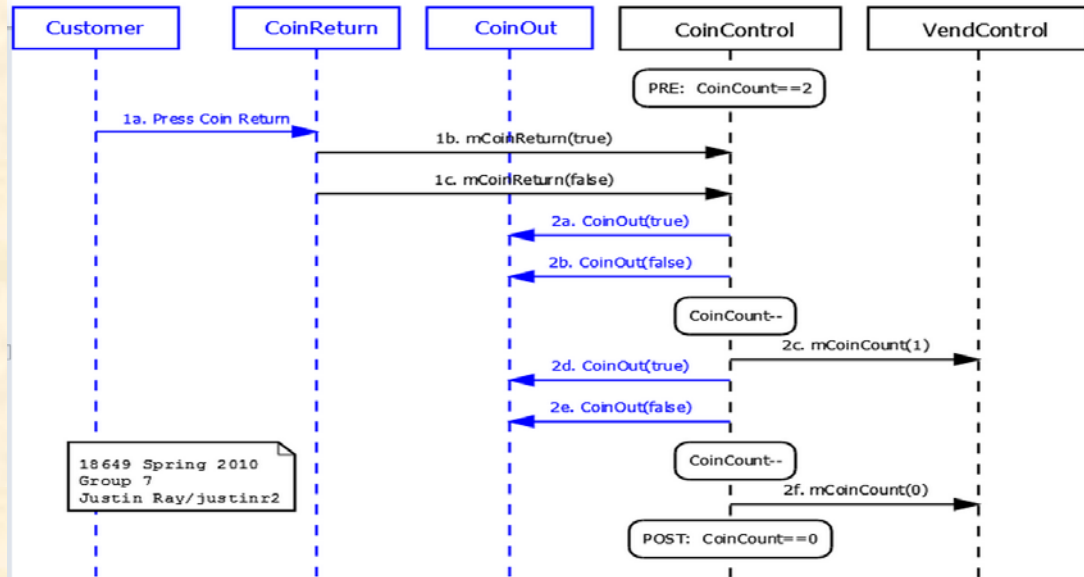 Customer
CoinReturn
CoinOut
CoinControl
VendControl
PRE: CoinCount==2
1a. Press Coin Return
1b. mCoinReturn(true)
1c. mCoinReturn(false)
2a. CoinOut(true)
2b. CoinOut(false)
CoinCount--
2c. mCoinCount(1)
2d. CoinOut(true)
2e. CoinOut(false)
18649 Spring 2010
Group 7
Justin Ray/justinr2
CoinCount--
2f. mCoinCount(0)
POST: CoinCount==0